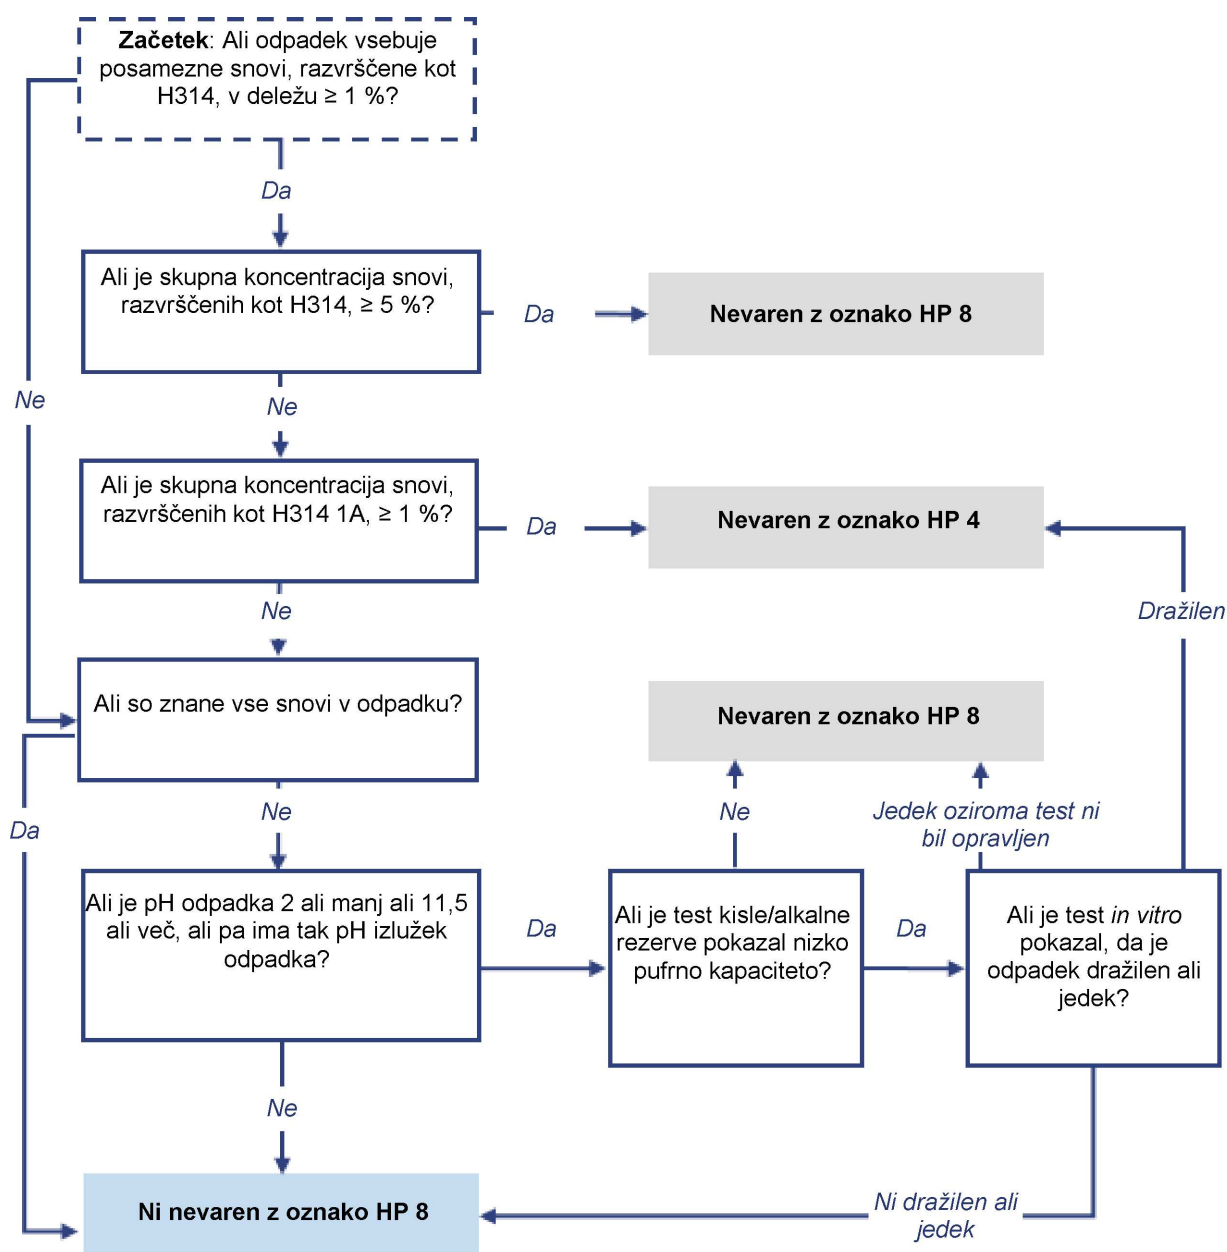 Začetek: Ali odpadek vsebuje
posamezne snovi, razvrščene kot
H314, v deležu ≥ 1 %?
Da
Ne
Ali je skupna koncentracija snovi,
razvrščenih kot H314, ≥ 5 %?
Da
Nevaren z oznako HP 8
Ne
Ali je skupna koncentracija snovi,
razvrščenih kot H314 1A, ≥ 1 %?
Da
Nevaren z oznako HP 4
Ne
Dražilen
Ali so znane vse snovi v odpadku?
Nevaren z oznako HP 8
Da
Ne
Ne
Jedek oziroma test ni
bil opravljen
Ali je pH odpadka 2 ali manj ali 11,5
ali več, ali pa ima tak pH izlužek
odpadka?
Da
Ali je test kisle/alkalne
rezerve pokazal nizko
pufrno kapaciteto?
Da
Ali je test in vitro
pokazal, da je
odpadek dražilen ali
jedek?
Ne
Ni nevaren z oznako HP 8
Ni dražilen ali
jedek